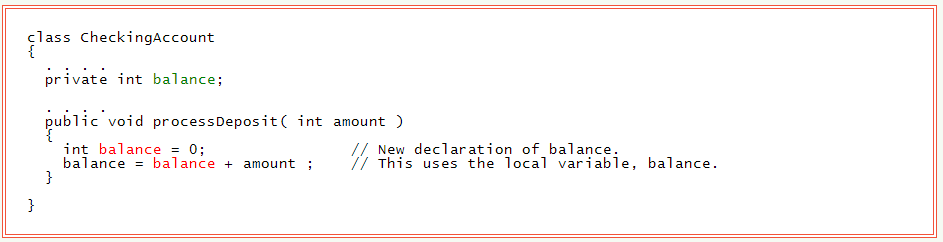 class CheckingAccount
{
  . . . .
  private int balance;
  . . . .
  public void processDeposit( int amount )
  {
    int balance = 0;                // New declaration of balance.
    balance = balance + amount ;    // This uses the local variable, balance.
  }
}